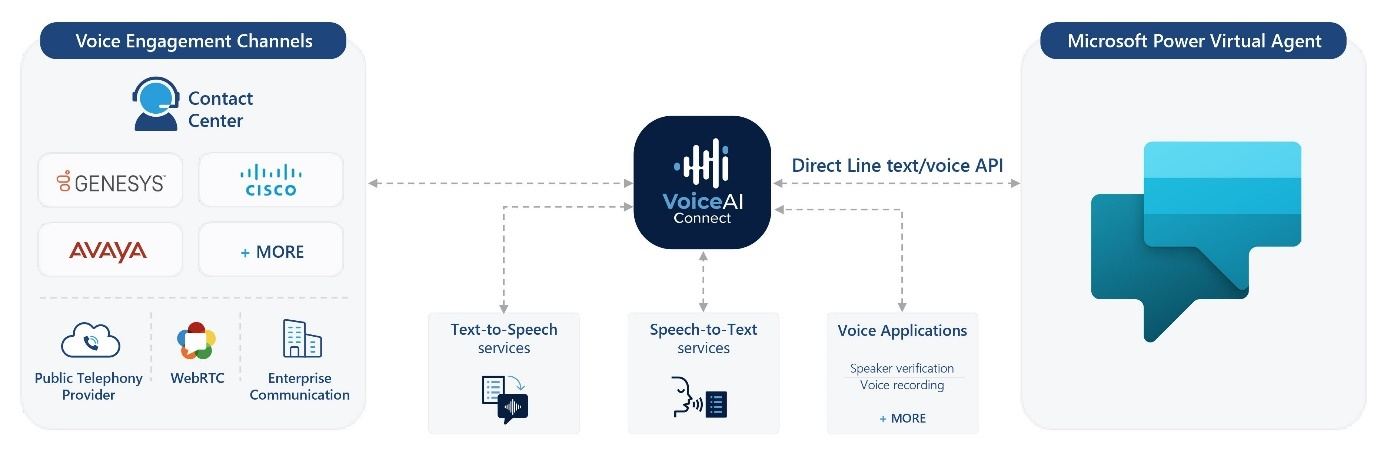 Voice Engagement Channels
Contact
Center
GENESYS
CISCO
AVAYA
+ MORE
Public Telephony
Provider
WebRTC
Enterprise
Communication
VoiceAI
Connect
Direct Line text/voice API
Text-to-Speech
services
Speech-to-Text
services
Voice Applications
Speaker verification
Voice recording
+ MORE
Microsoft Power Virtual Agent